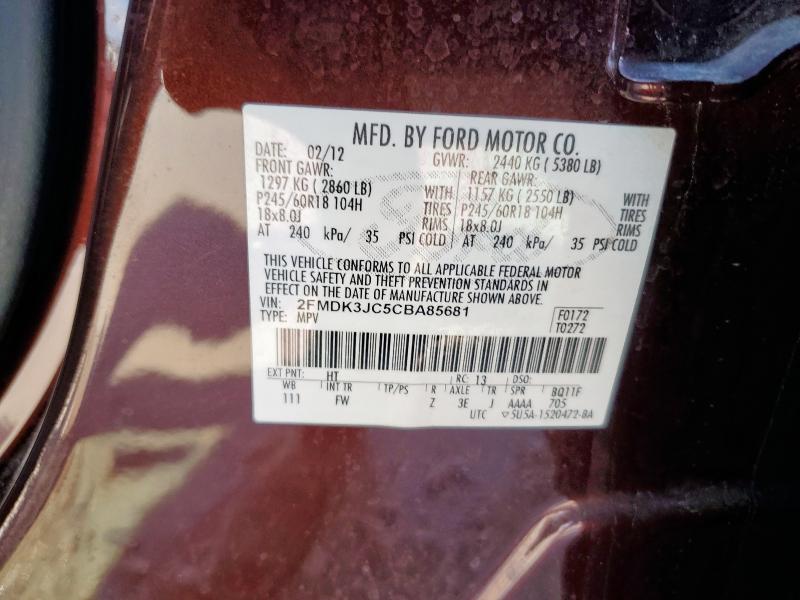 MFD. BY FORD MOTOR CO.
DATE: 02/12 GVWR: 2440 KG ( 5380 LB)
FRONT GAWR: REAR GAWR:
1297 KG ( 2860 LB) WITH 1157 KG ( 2550 LB) WITH
P245/60R18 104H TIRES P245/60R18 104H TIRES
18x8.0J RIMS 18x8.0J RIMS
AT 240 kPa/ 35 PSI COLD AT 240 kPa/ 35 PSI COLD
THIS VEHICLE CONFORMS TO ALL APPLICABLE FEDERAL MOTOR
VEHICLE SAFETY AND THEFT PREVENTION STANDARDS IN
EFFECT ON THE DATE OF MANUFACTURE SHOWN ABOVE.
VIN: 2FMDK3JC5CBA85681 F0172
TYPE: MPV T0272
EXT PNT: HT RC: 13 DSO:
WB INT TR TP/PS R AXLE TR SPR BQ11F
111 FW Z 3E J AAAA 705
UTC ▽5U5A-1520472-BA